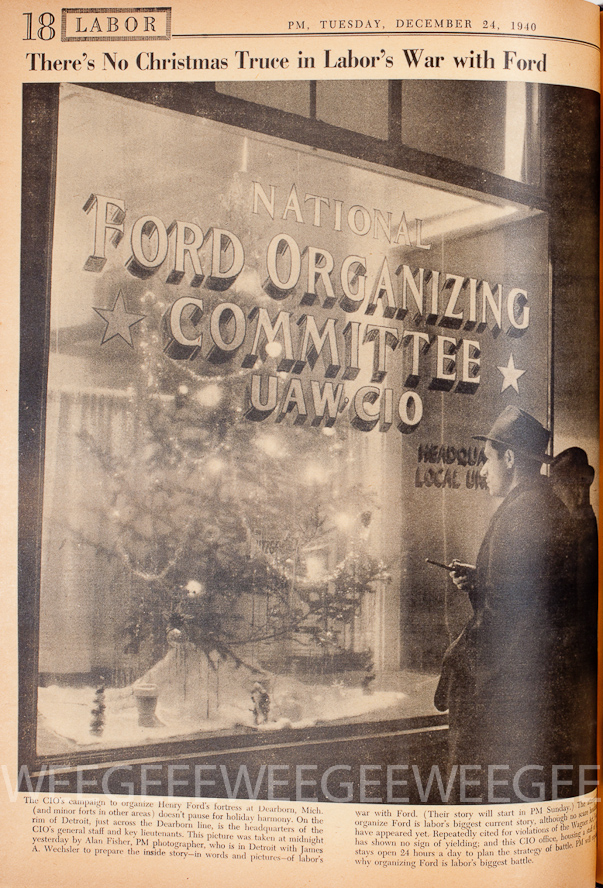 18 LABOR
PM, TUESDAY, DECEMBER 24, 1940
There's No Christmas Truce in Labor's War with Ford
NATIONAL
FORD ORGANIZING
COMMITTEE
UAW·CIO
HEADQUA
LOCAL UN
WEEGEEEWEEGEEWEEGEEE
The CIO's campaign to organize Henry Ford's fortress at Dearborn, Mich.
(and minor forts in other areas) doesn't pause for holiday harmony. On the
rim of Detroit, just across the Dearborn line, is the headquarters of the
CIO's general staff and key lieutenants. This picture was taken at midnight
yesterday by Alan Fisher, PM photographer, who is in Detroit with James
A. Wechsler to prepare the inside story—in words and pictures—of labor's
war with Ford. (Their story will start in PM Sunday.) The
organize Ford is labor's biggest current story, although no
have appeared yet. Repeatedly cited for violations of the Wagner
has shown no sign of yielding; and this CIO office, housing a
stays open 24 hours a day to plan the strategy of battle. PM will
why organizing Ford is labor's biggest battle.